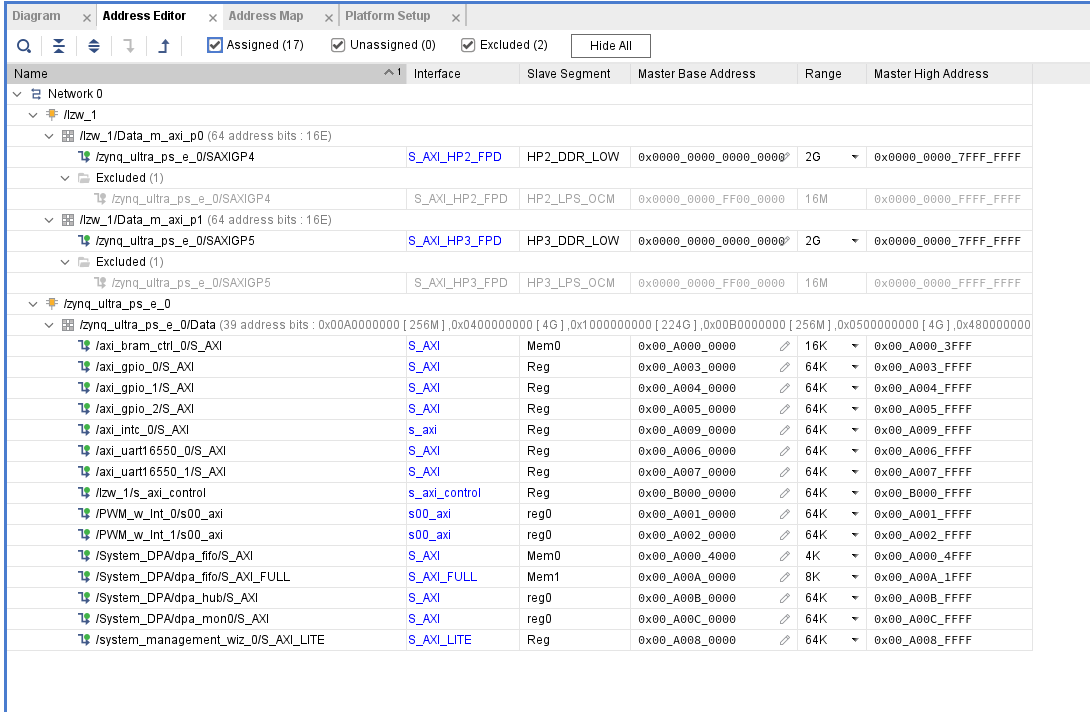 Diagram × Address Editor × Address Map × Platform Setup ×
Assigned (17) Unassigned (0) Excluded (2) Hide All
Name 1 Interface Slave Segment Master Base Address Range Master High Address
Network 0
/lzw_1
/lzw_1/Data_m_axi_p0 (64 address bits : 16E)
/zynq_ultra_ps_e_0/SAXIGP4 S_AXI_HP2_FPD HP2_DDR_LOW 0x0000_0000_0000_0000 2G 0x0000_0000_7FFF_FFFF
Excluded (1)
/zynq_ultra_ps_e_0/SAXIGP4 S_AXI_HP2_FPD HP2_LPS_OCM 0x0000_0000_FF00_0000 16M 0x0000_0000_FFFF_FFFF
/lzw_1/Data_m_axi_p1 (64 address bits : 16E)
/zynq_ultra_ps_e_0/SAXIGP5 S_AXI_HP3_FPD HP3_DDR_LOW 0x0000_0000_0000_0000 2G 0x0000_0000_7FFF_FFFF
Excluded (1)
/zynq_ultra_ps_e_0/SAXIGP5 S_AXI_HP3_FPD HP3_LPS_OCM 0x0000_0000_FF00_0000 16M 0x0000_0000_FFFF_FFFF
/zynq_ultra_ps_e_0
/zynq_ultra_ps_e_0/Data (39 address bits : 0x00A0000000 [ 256M ] ,0x0400000000 [ 4G ] ,0x1000000000 [ 224G ] ,0x00B0000000 [ 256M ] ,0x0500000000 [ 4G ] ,0x480000000
/axi_bram_ctrl_0/S_AXI S_AXI Mem0 0x00_A000_0000 16K 0x00_A000_3FFF
/axi_gpio_0/S_AXI S_AXI Reg 0x00_A003_0000 64K 0x00_A003_FFFF
/axi_gpio_1/S_AXI S_AXI Reg 0x00_A004_0000 64K 0x00_A004_FFFF
/axi_gpio_2/S_AXI S_AXI Reg 0x00_A005_0000 64K 0x00_A005_FFFF
/axi_intc_0/S_AXI s_axi Reg 0x00_A009_0000 64K 0x00_A009_FFFF
/axi_uart16550_0/S_AXI S_AXI Reg 0x00_A006_0000 64K 0x00_A006_FFFF
/axi_uart16550_1/S_AXI S_AXI Reg 0x00_A007_0000 64K 0x00_A007_FFFF
/lzw_1/s_axi_control s_axi_control Reg 0x00_B000_0000 64K 0x00_B000_FFFF
/PWM_w_Int_0/s00_axi s00_axi reg0 0x00_A001_0000 64K 0x00_A001_FFFF
/PWM_w_Int_1/s00_axi s00_axi reg0 0x00_A002_0000 64K 0x00_A002_FFFF
/System_DPA/dpa_fifo/S_AXI S_AXI Mem0 0x00_A000_4000 4K 0x00_A000_4FFF
/System_DPA/dpa_fifo/S_AXI_FULL S_AXI_FULL Mem1 0x00_A00A_0000 8K 0x00_A00A_1FFF
/System_DPA/dpa_hub/S_AXI S_AXI reg0 0x00_A00B_0000 64K 0x00_A00B_FFFF
/System_DPA/dpa_mon0/S_AXI S_AXI reg0 0x00_A00C_0000 64K 0x00_A00C_FFFF
/system_management_wiz_0/S_AXI_LITE S_AXI_LITE Reg 0x00_A008_0000 64K 0x00_A008_FFFF